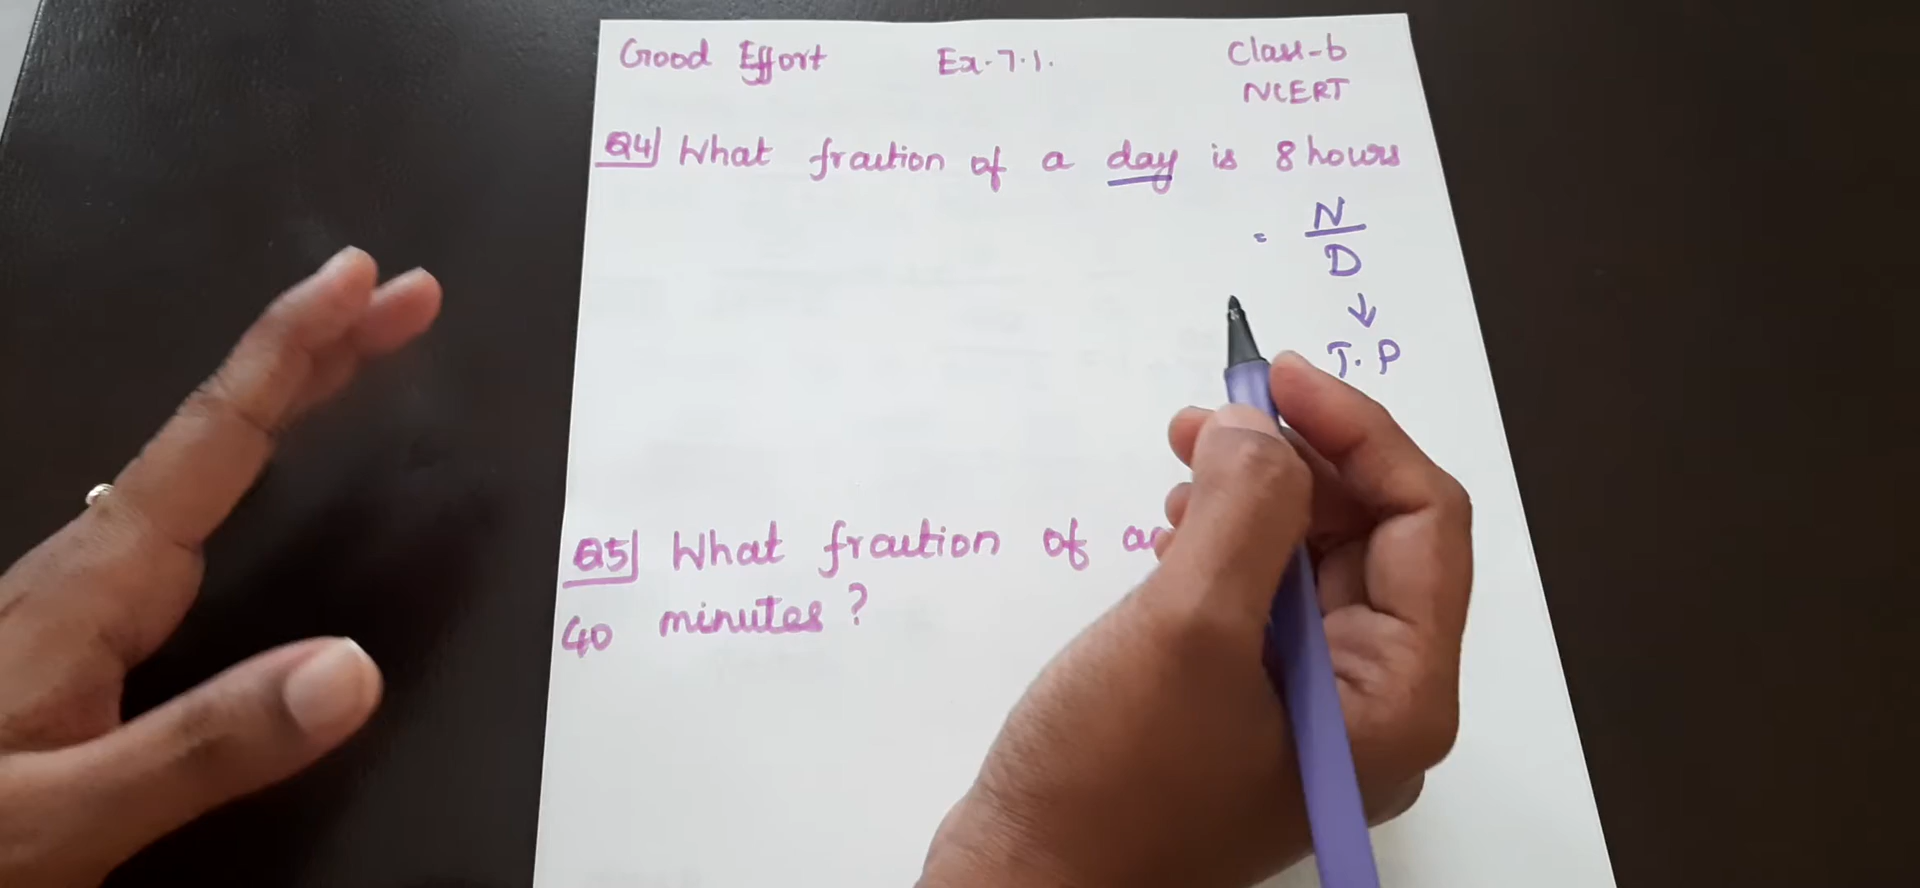 Good Effort Ex.7.1. Class-6
NCERT
Q4] What fraction of a day is 8 hours
= N
D
↓
T.P
Q5] What fraction of
40 minutes ?